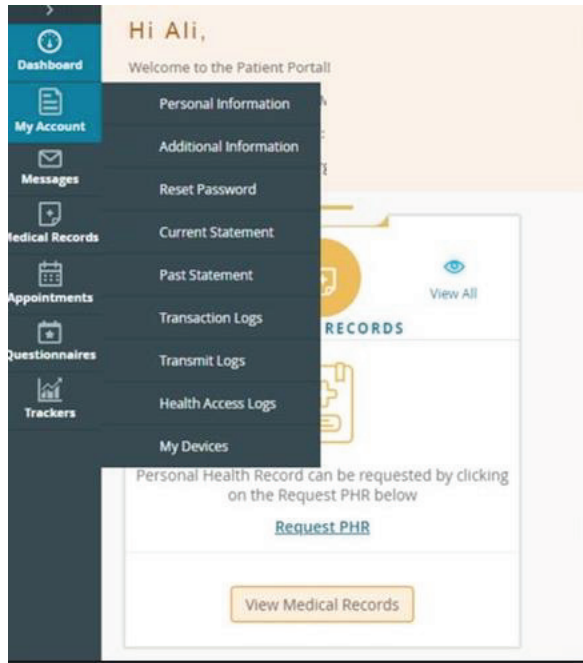 Hi Ali,
Welcome to the Patient Portal!
Dashboard
My Account
Messages
Medical Records
Appointments
Questionnaires
Trackers
Personal Information
Additional Information
Reset Password
Current Statement
Past Statement
Transaction Logs
Transmit Logs
Health Access Logs
My Devices
View All
RECORDS
Personal Health Record can be requested by clicking
on the Request PHR below
Request PHR
View Medical Records